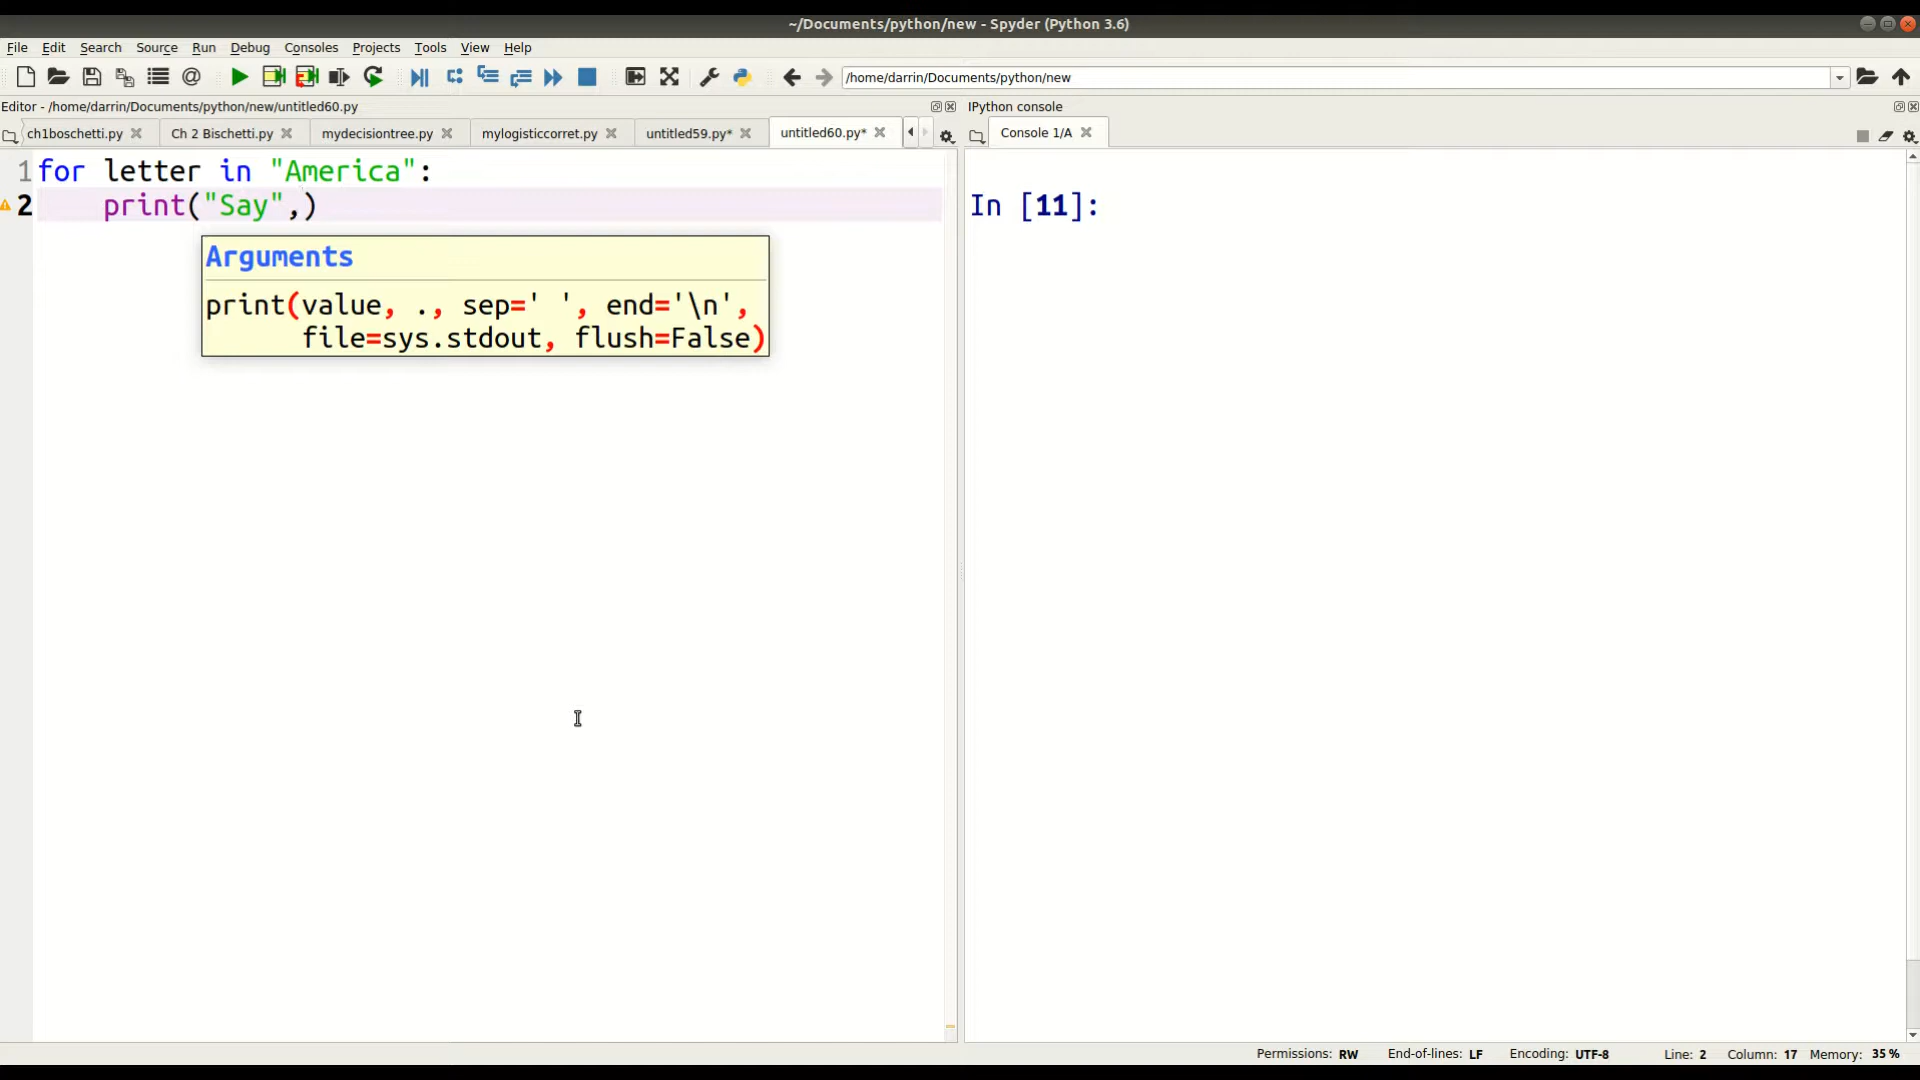 ~/Documents/python/new - Spyder (Python 3.6)
File Edit Search Source Run Debug Consoles Projects Tools View Help
/home/darrin/Documents/python/new
Editor - /home/darrin/Documents/python/new/untitled60.py
IPython console
ch1boschetti.py Ch 2 Bischetti.py mydecisiontree.py mylogisticcorret.py untitled59.py* untitled60.py*
Console 1/A
1 for letter in "America":
2 print("Say",)
In [11]:
Arguments
print(value, ., sep=' ', end='\n',
file=sys.stdout, flush=False)
Permissions: RW End-of-lines: LF Encoding: UTF-8 Line: 2 Column: 17 Memory: 35 %